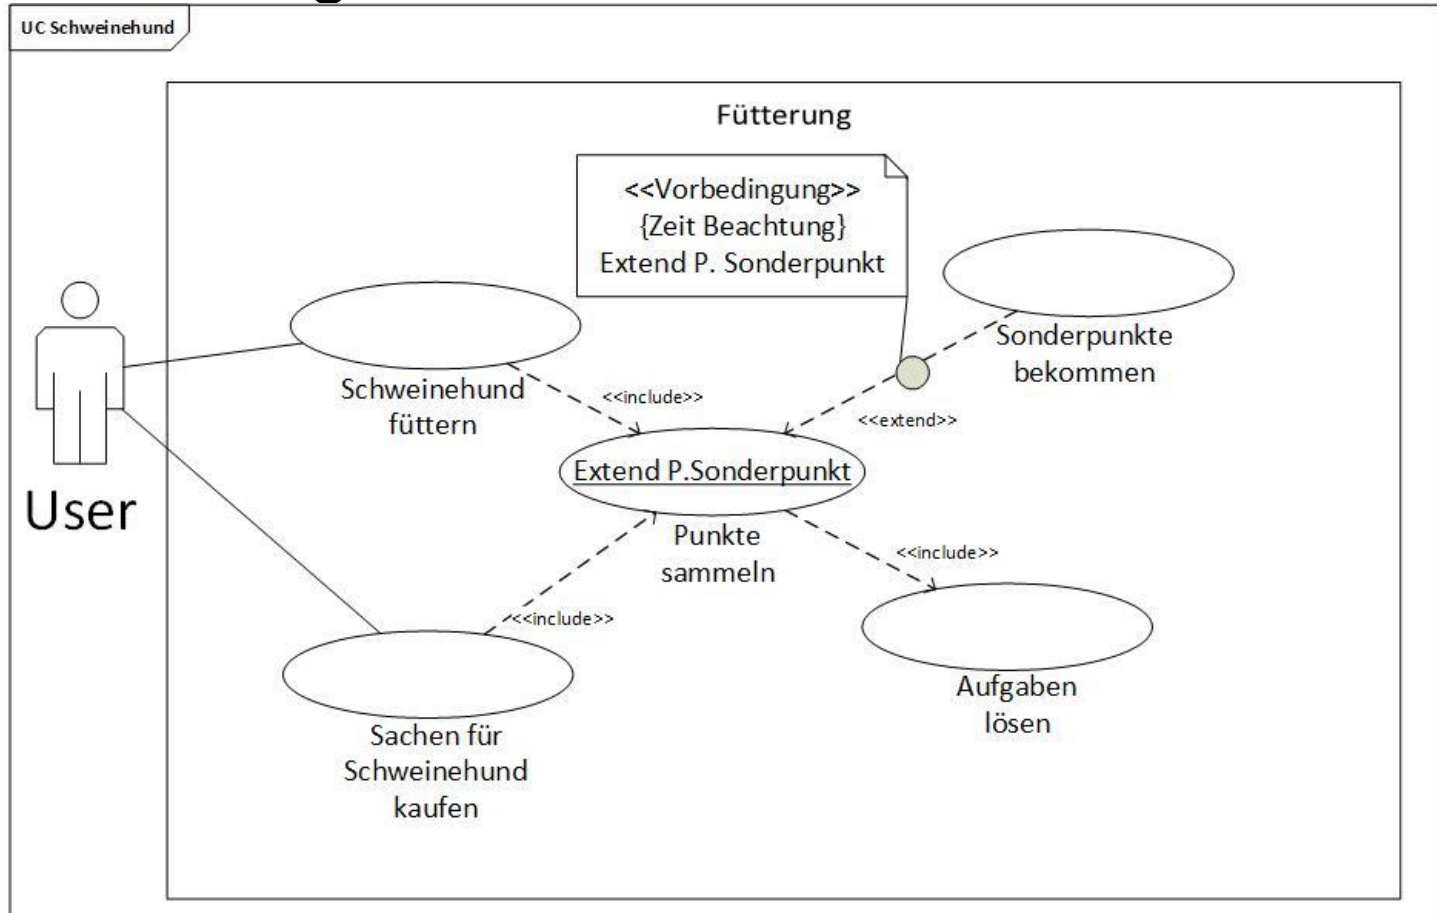 UC Schweinehund
Fütterung
<<Vorbedingung>>
{Zeit Beachtung}
Extend P. Sonderpunkt
Sonderpunkte
bekommen
Schweinehund
füttern
<<include>>
<<extend>>
Extend P.Sonderpunkt
User
Punkte
sammeln
<<include>>
<<include>>
Aufgaben
lösen
Sachen für
Schweinehund
kaufen